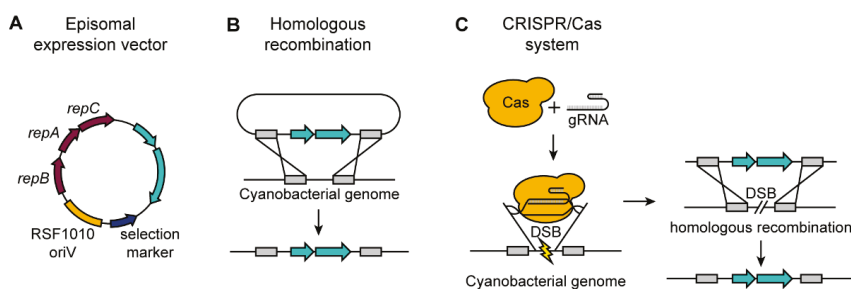 A
Episomal
expression vector
repC
repA
repB
RSF1010
oriV
selection
marker
B
Homologous
recombination
Cyanobacterial genome
C
CRISPR/Cas
system
Cas
+
gRNA
DSB
Cyanobacterial genome
DSB
homologous recombination